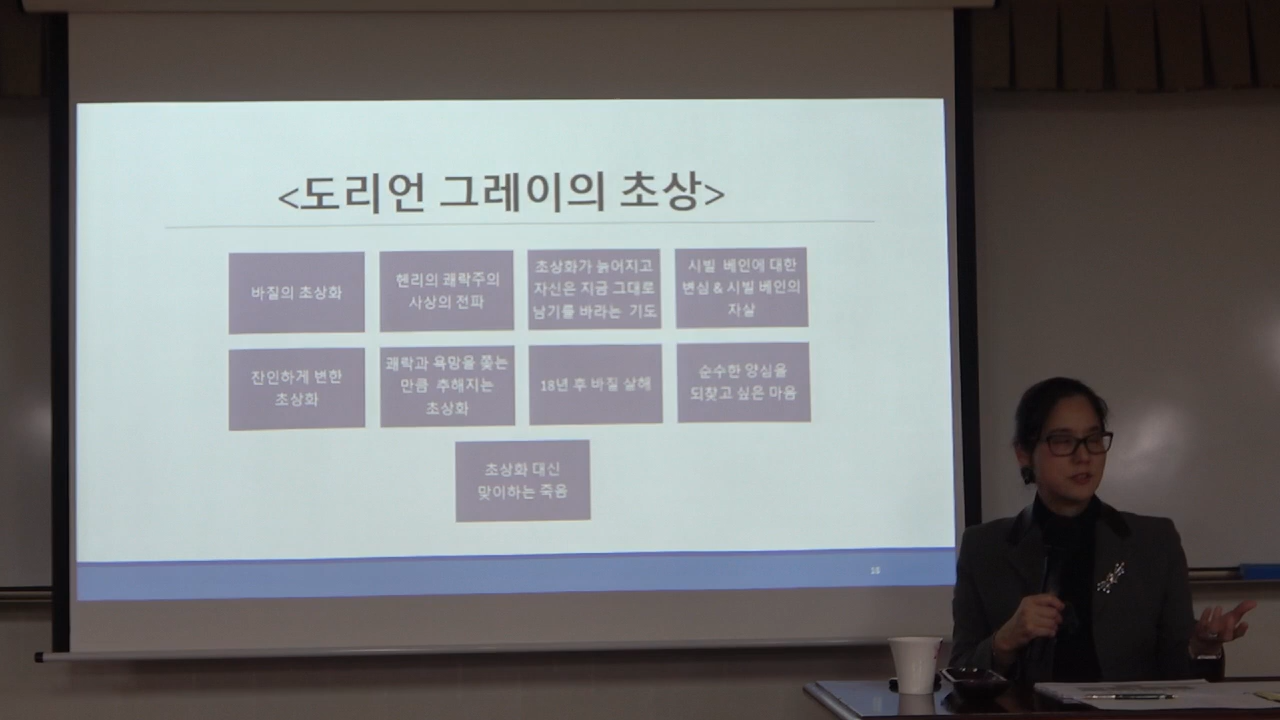 <도리언 그레이의 초상>
바질의 초상화
헨리의 쾌락주의
사상의 전파
초상화가 늙어지고
자신은 지금 그대로
남기를 바라는 기도
시빌 베인에 대한
변심 & 시빌 베인의
자살
잔인하게 변한
초상화
쾌락과 욕망을 쫓는
만큼 추해지는
초상화
18년 후 바질 살해
순수한 양심을
되찾고 싶은 마음
초상화 대신
맞이하는 죽음